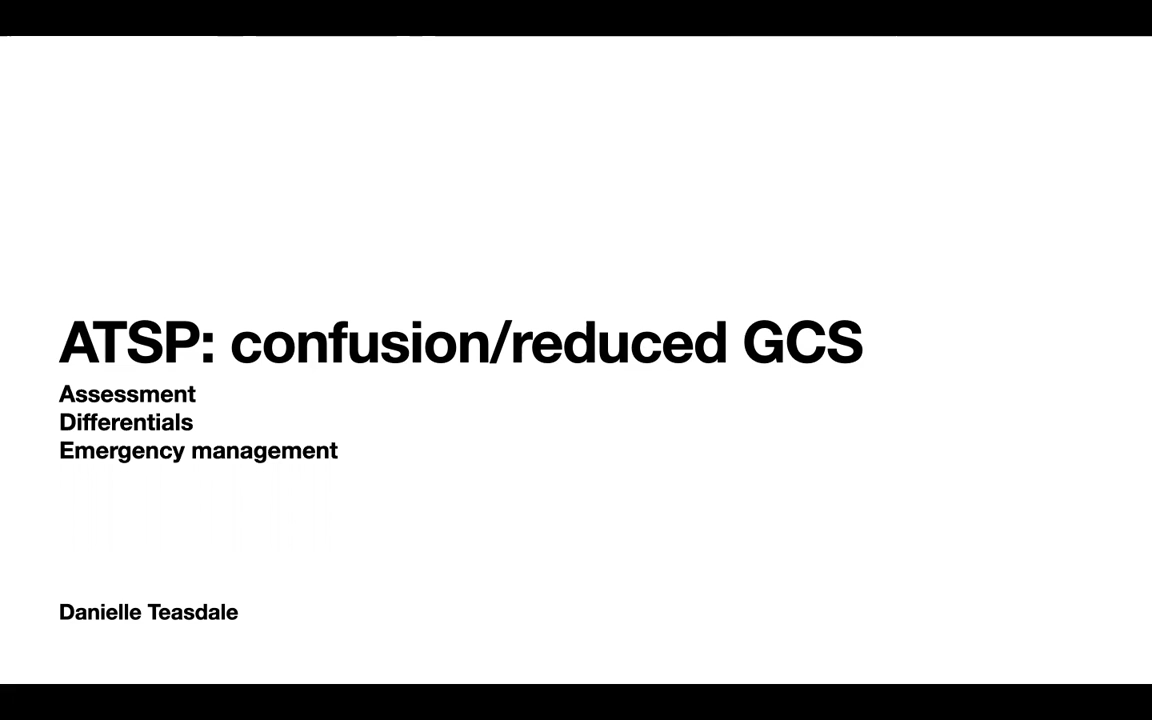 ATSP: confusion/reduced GCS
Assessment
Differentials
Emergency management
Danielle Teasdale